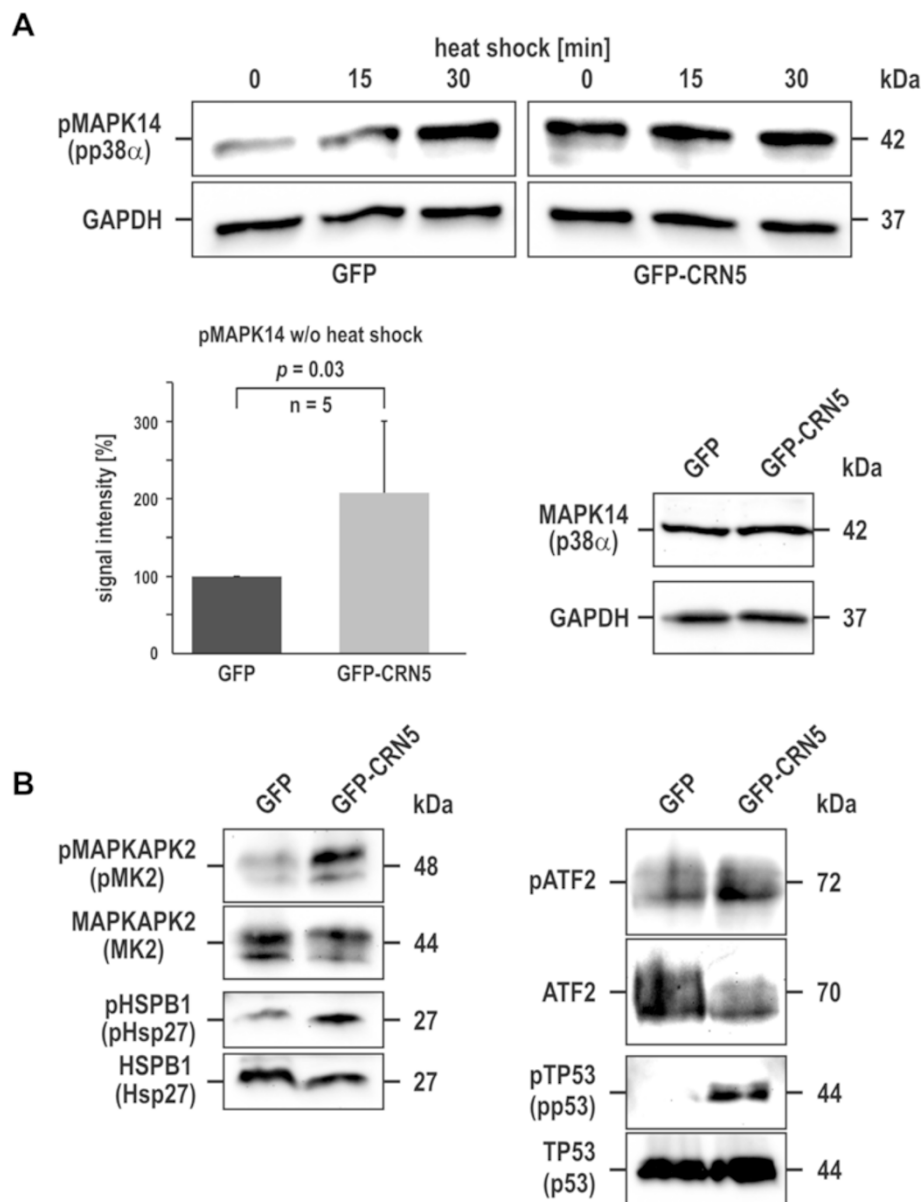 A
heat shock [min]
0 15 30 0 15 30 kDa
pMAPK14
(pp38α)
42
GAPDH
37
GFP GFP-CRN5
pMAPK14 w/o heat shock
p = 0.03
n = 5
signal intensity [%]
300
200
100
0
GFP GFP-CRN5
GFP GFP-CRN5 kDa
MAPK14
(p38α)
42
GAPDH 37
B
GFP GFP-CRN5 kDa
pMAPKAPK2
(pMK2)
48
MAPKAPK2
(MK2)
44
pHSPB1
(pHsp27)
27
HSPB1
(Hsp27)
27
GFP GFP-CRN5 kDa
pATF2 72
ATF2 70
pTP53
(pp53)
44
TP53
(p53)
44